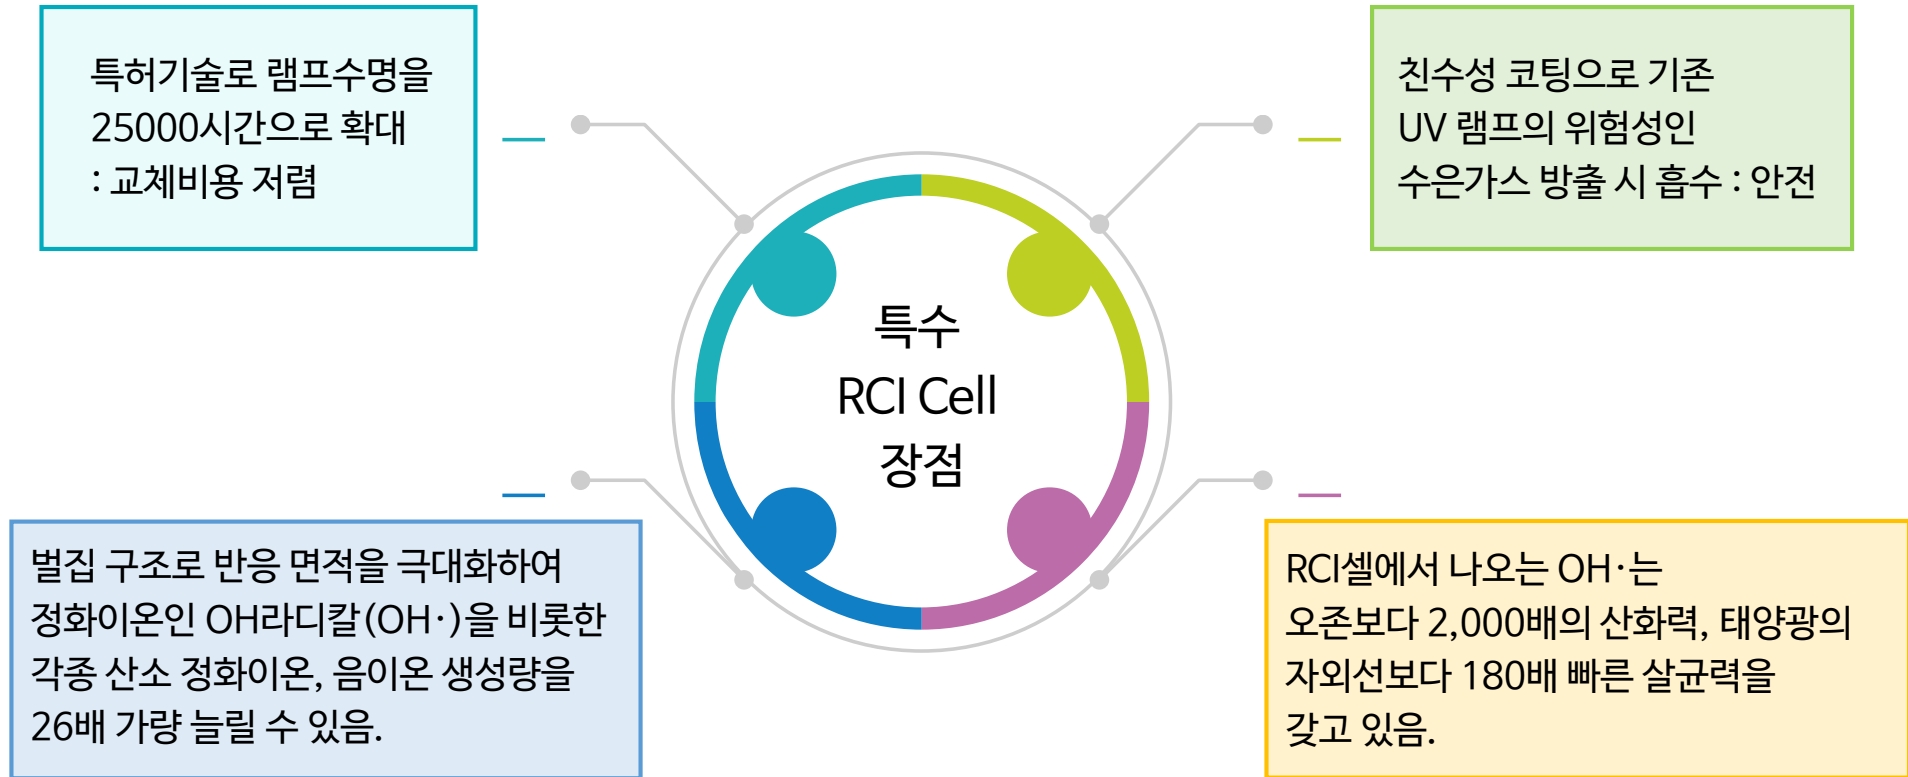 특허기술로 램프수명을
25000시간으로 확대
: 교체비용 저렴
친수성 코팅으로 기존
UV 램프의 위험성인
수은가스 방출 시 흡수 : 안전
특수
RCI Cell
장점
벌집 구조로 반응 면적을 극대화하여
정화이온인 OH라디칼(OH·)을 비롯한
각종 산소 정화이온, 음이온 생성량을
26배 가량 늘릴 수 있음.
RCI셀에서 나오는 OH·는
오존보다 2,000배의 산화력, 태양광의
자외선보다 180배 빠른 살균력을
갖고 있음.